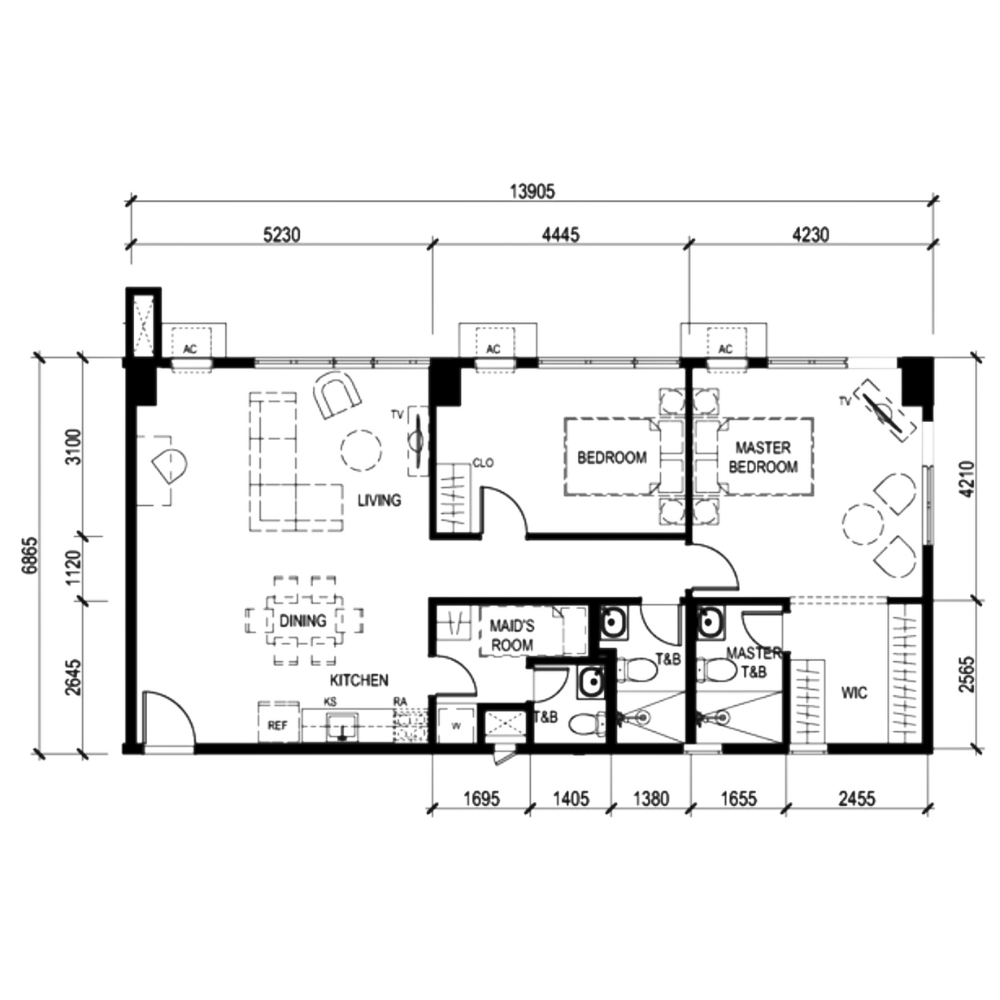 13905
5230
4445
4230
AC
AC
AC
TV
TV
3100
LIVING
CLO
BEDROOM
MASTER
BEDROOM
4210
6865
1120
DINING
MAID'S
ROOM
2645
KITCHEN
T&B
MASTER
T&B
WIC
2565
REF
KS
RA
W
T&B
1695
1405
1380
1655
2455